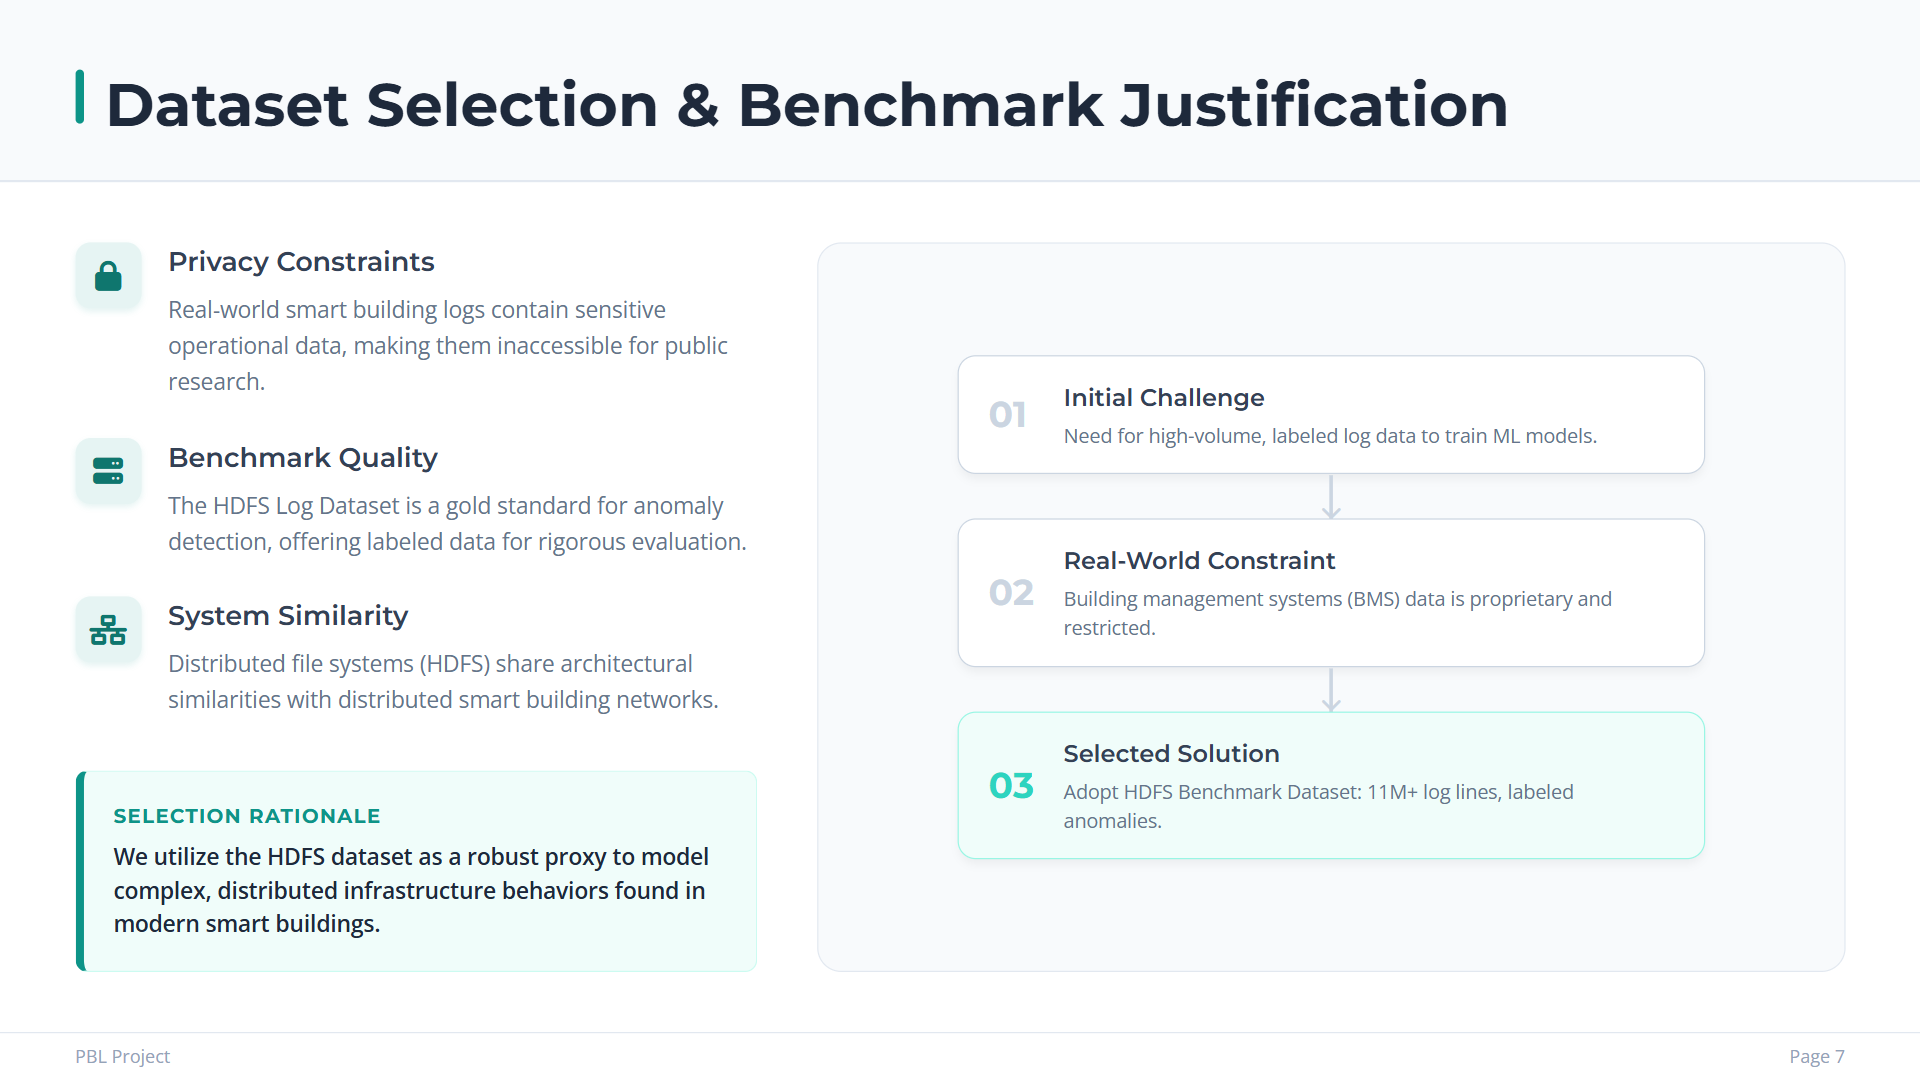 Dataset Selection & Benchmark Justification
Privacy Constraints
Real-world smart building logs contain sensitive
operational data, making them inaccessible for public
research.
Benchmark Quality
The HDFS Log Dataset is a gold standard for anomaly
detection, offering labeled data for rigorous evaluation.
System Similarity
Distributed file systems (HDFS) share architectural
similarities with distributed smart building networks.
SELECTION RATIONALE
We utilize the HDFS dataset as a robust proxy to model
complex, distributed infrastructure behaviors found in
modern smart buildings.
01
Initial Challenge
Need for high-volume, labeled log data to train ML models.
02
Real-World Constraint
Building management systems (BMS) data is proprietary and
restricted.
03
Selected Solution
Adopt HDFS Benchmark Dataset: 11M+ log lines, labeled
anomalies.
PBL Project
Page 7